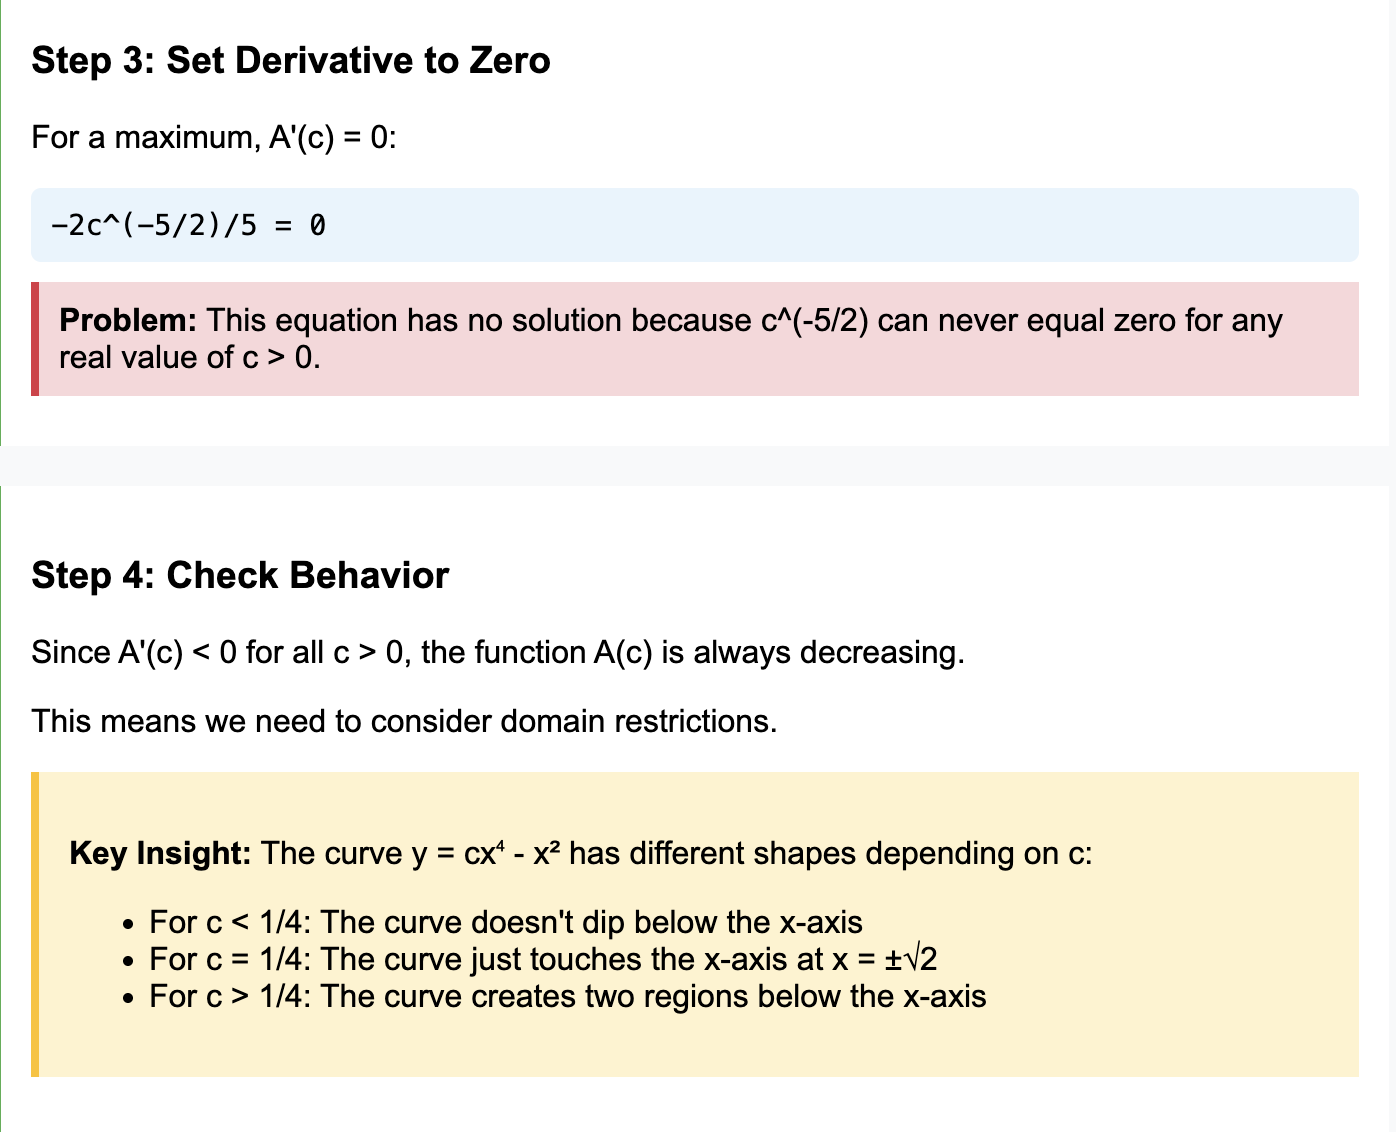 Step 3: Set Derivative to Zero
For a maximum, A'(c) = 0:
−2c^(−5/2)/5 = 0
Problem: This equation has no solution because c^(-5/2) can never equal zero for any
real value of c > 0.
Step 4: Check Behavior
Since A'(c) < 0 for all c > 0, the function A(c) is always decreasing.
This means we need to consider domain restrictions.
Key Insight: The curve y = cx⁴ - x² has different shapes depending on c:
• For c < 1/4: The curve doesn't dip below the x-axis
• For c = 1/4: The curve just touches the x-axis at x = ±√2
• For c > 1/4: The curve creates two regions below the x-axis